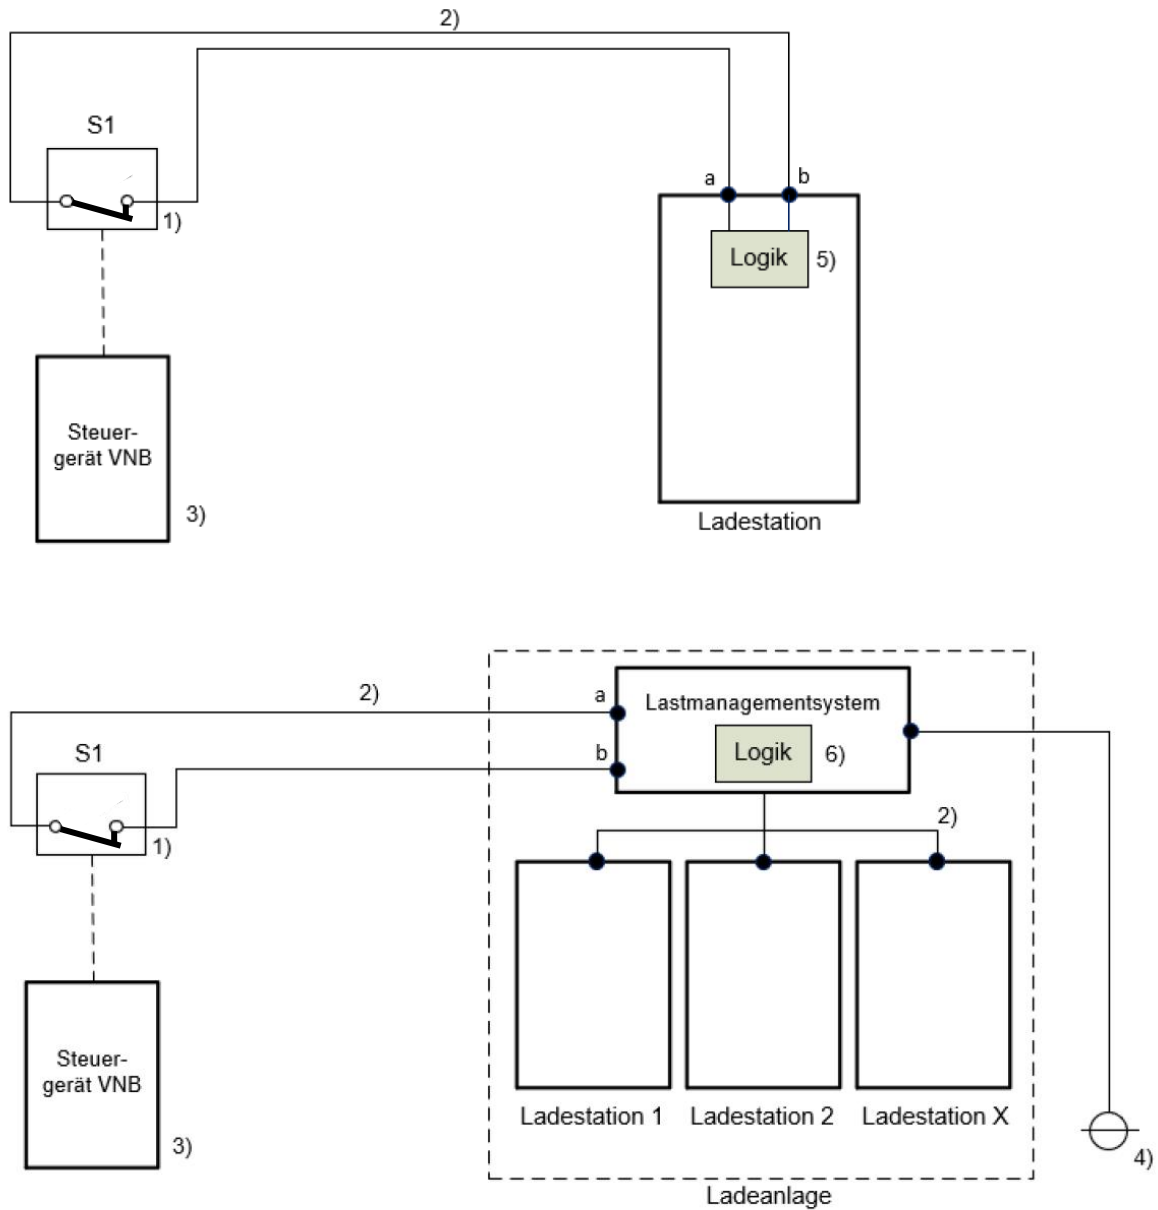 2)
S1
a
b
1)
Logik
5)
Steuer-
gerät VNB
3)
Ladestation
2)
a
Lastmanagementsystem
b
Logik
6)
S1
1)
2)
Steuer-
gerät VNB
3)
Ladestation 1
Ladestation 2
Ladestation X
4)
Ladeanlage